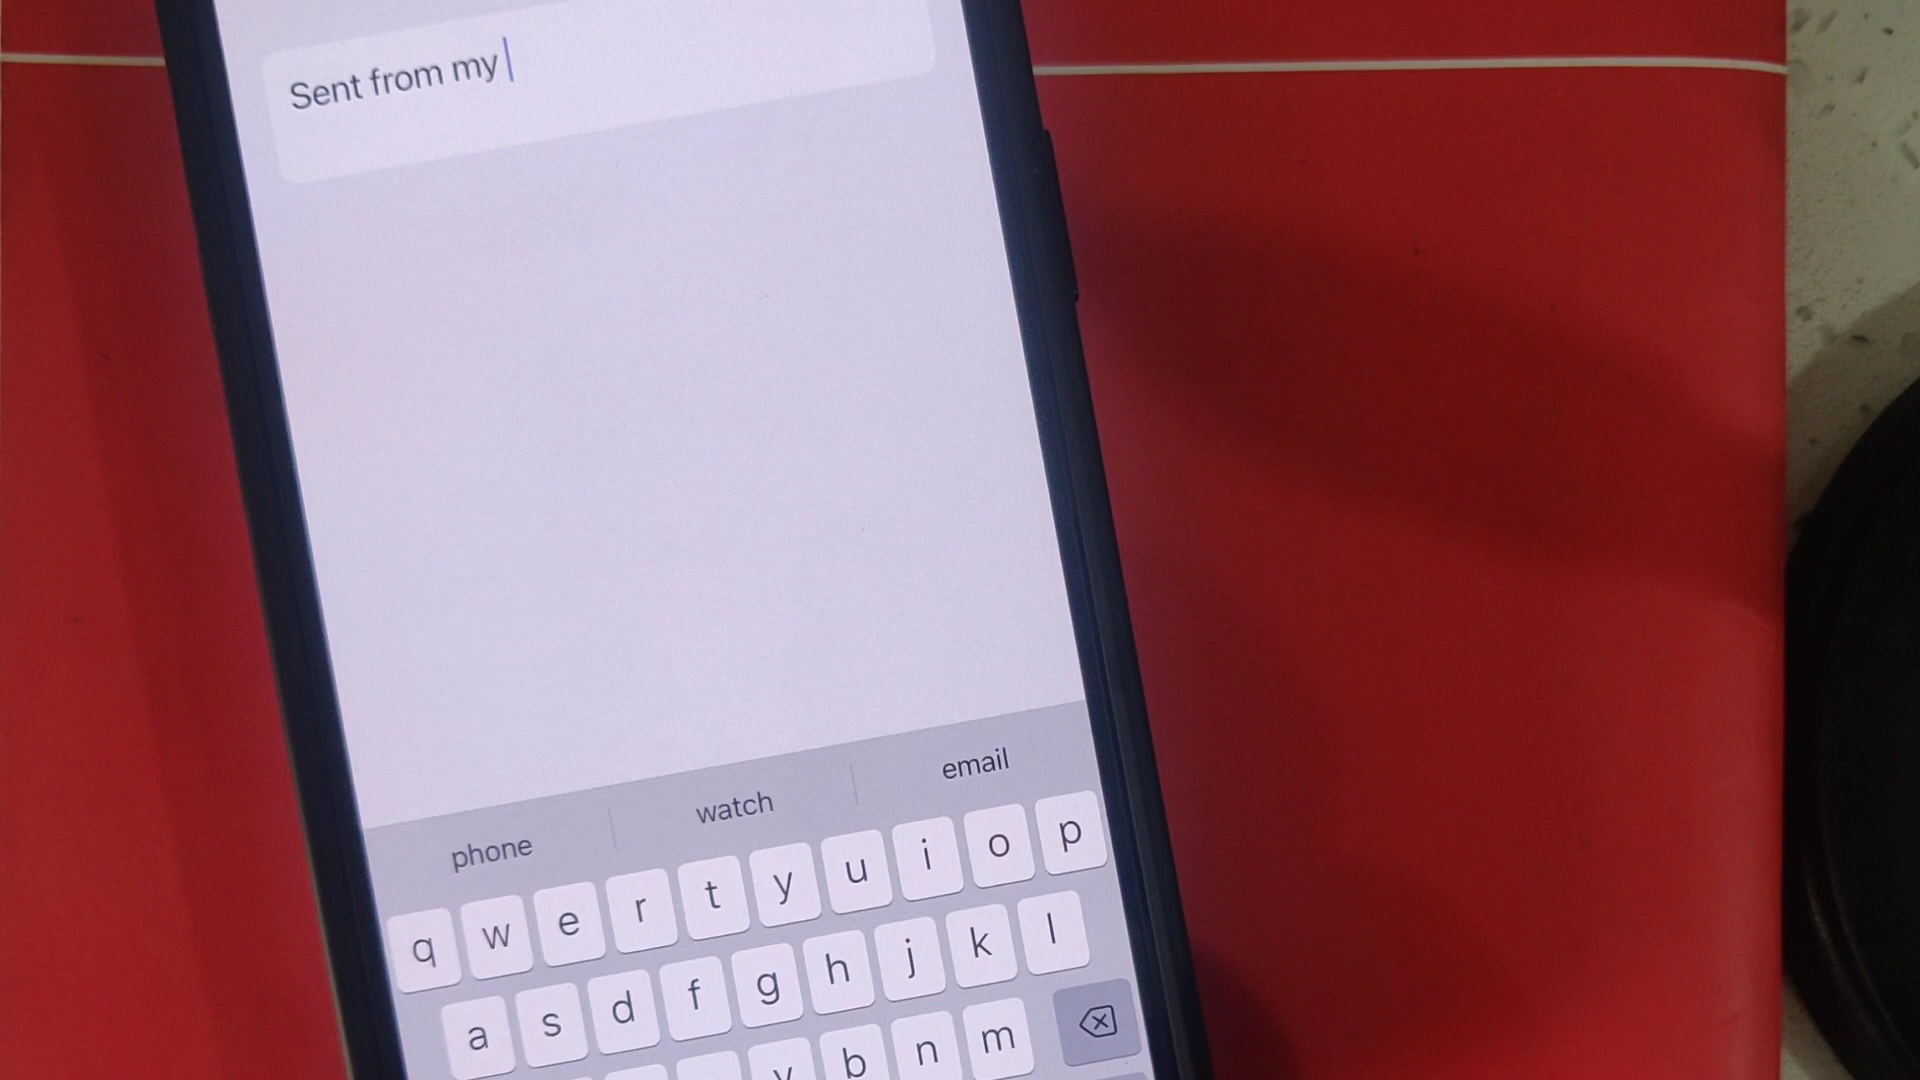 Sent from my
phone watch email
q w e r t y u i o p
a s d f g h j k l
v b n m